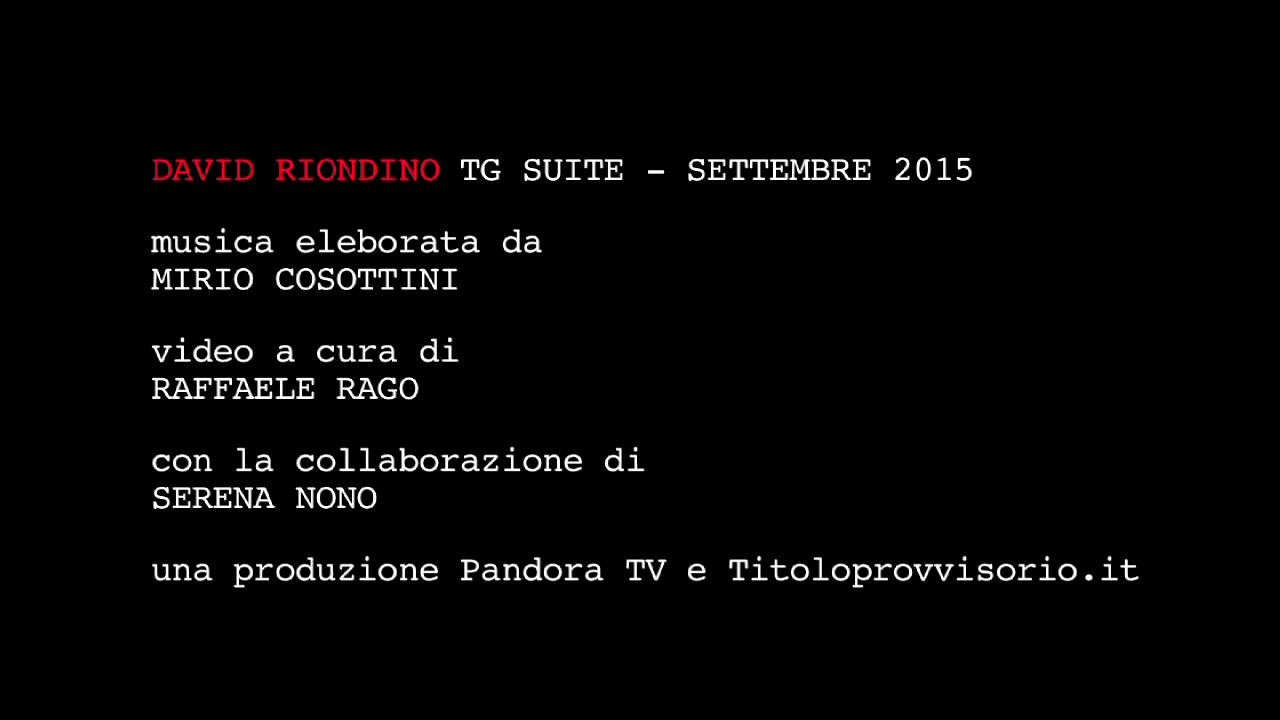 DAVID RIONDINO TG SUITE – SETTEMBRE 2015
musica eleborata da
MIRIO COSOTTINI
video a cura di
RAFFAELE RAGO
con la collaborazione di
SERENA NONO
una produzione Pandora TV e Titoloprovvisorio.it